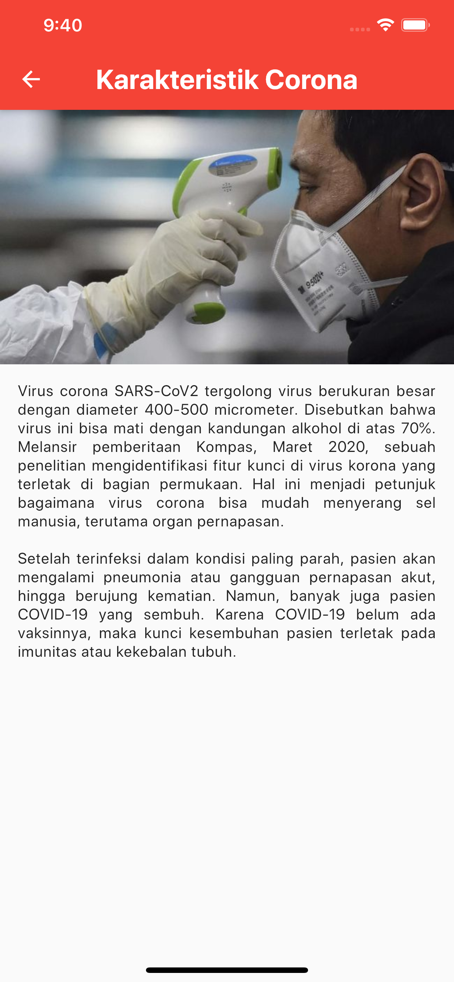 9:40
Karakteristik Corona
Virus corona SARS-CoV2 tergolong virus berukuran besar
dengan diameter 400-500 micrometer. Disebutkan bahwa
virus ini bisa mati dengan kandungan alkohol di atas 70%.
Melansir pemberitaan Kompas, Maret 2020, sebuah
penelitian mengidentifikasi fitur kunci di virus korona yang
terletak di bagian permukaan. Hal ini menjadi petunjuk
bagaimana virus corona bisa mudah menyerang sel
manusia, terutama organ pernapasan.
Setelah terinfeksi dalam kondisi paling parah, pasien akan
mengalami pneumonia atau gangguan pernapasan akut,
hingga berujung kematian. Namun, banyak juga pasien
COVID-19 yang sembuh. Karena COVID-19 belum ada
vaksinnya, maka kunci kesembuhan pasien terletak pada
imunitas atau kekebalan tubuh.